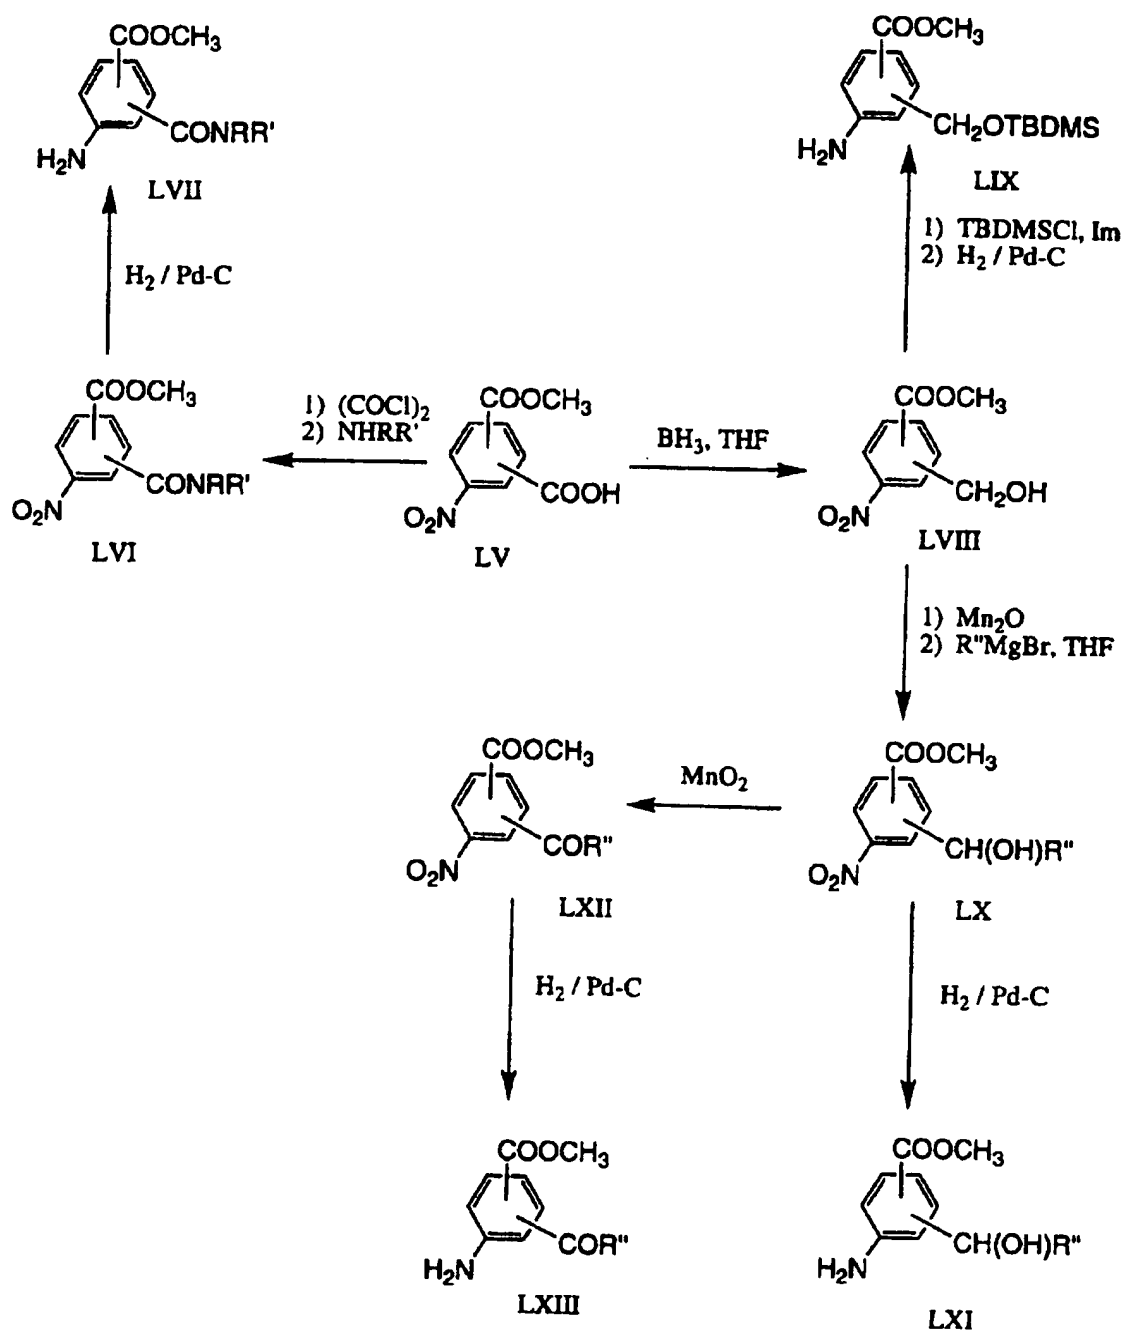 COOCH3
CONRR'
H2N
LVII
COOCH3
CH2OTBDMS
H2N
LIX
H2 / Pd-C
1) TBDMSCl, Im
2) H2 / Pd-C
COOCH3
CONRR'
O2N
LVI
1) (COCl)2
2) NHRR'
COOCH3
COOH
O2N
LV
BH3, THF
COOCH3
CH2OH
O2N
LVIII
1) Mn2O
2) R"MgBr, THF
COOCH3
COR"
O2N
LXII
MnO2
COOCH3
CH(OH)R"
O2N
LX
H2 / Pd-C
H2 / Pd-C
COOCH3
COR"
H2N
LXIII
COOCH3
CH(OH)R"
H2N
LXI